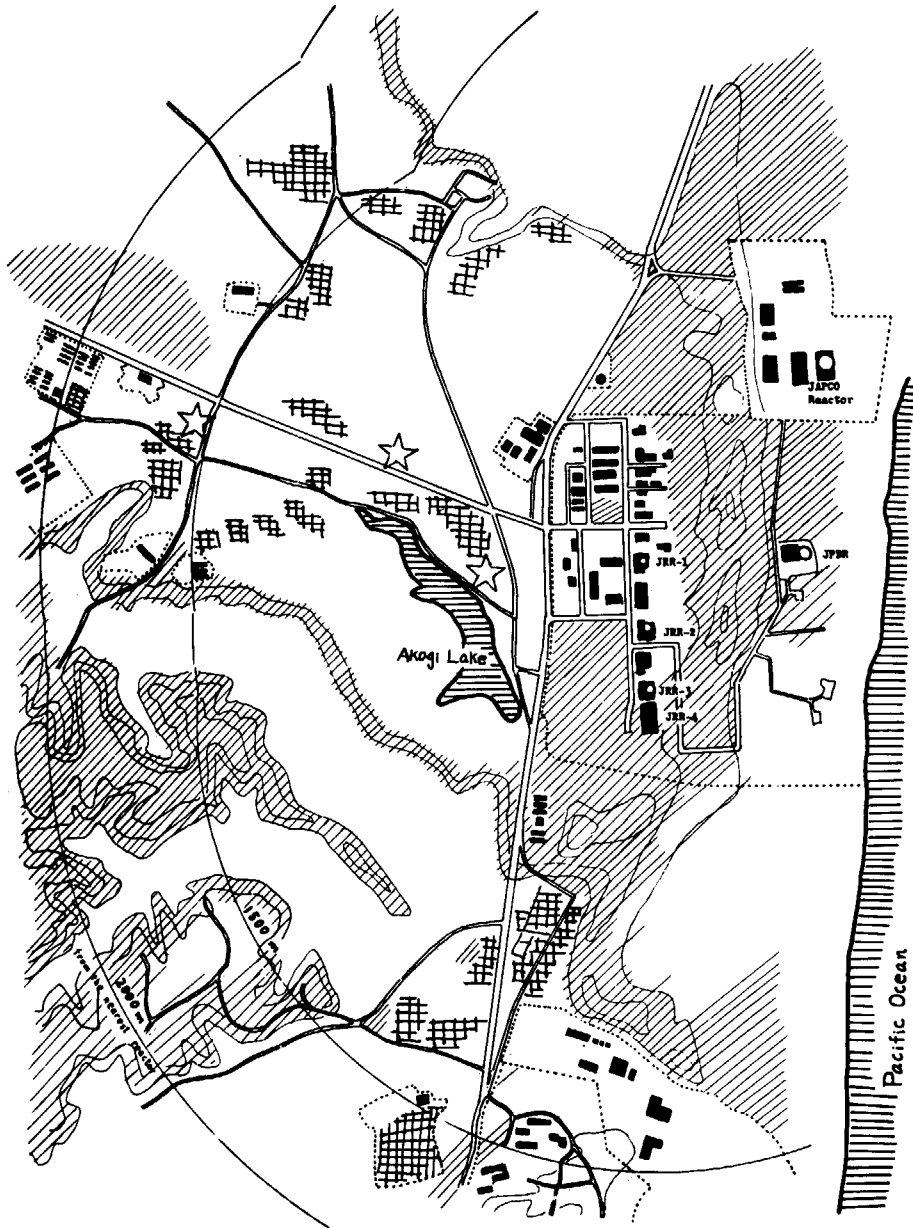 JAPCO
Reactor
JPDR
JRR-1
JRR-2
Akogi Lake
JRR-3
JRR-4
1500 m
2000 m
from the nearest reactor
Pacific Ocean